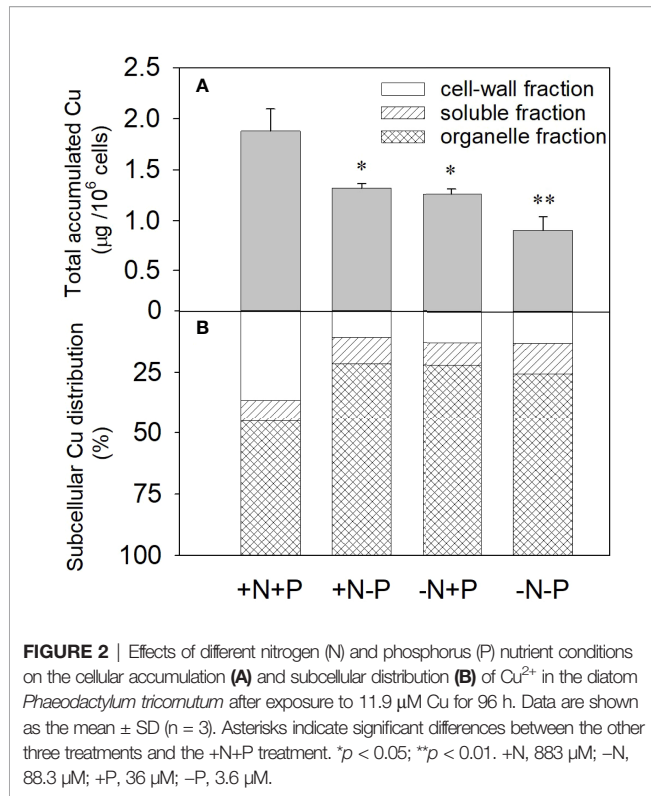 A
cell-wall fraction
soluble fraction
organelle fraction
Total accumulated Cu
(µg /10⁶ cells)
2.5
2.0
1.5
1.0
0.5
0
*
*
**
B
Subcellular Cu distribution
(%)
25
50
75
100
+N+P
+N-P
-N+P
-N-P
FIGURE 2 | Effects of different nitrogen (N) and phosphorus (P) nutrient conditions
on the cellular accumulation (A) and subcellular distribution (B) of Cu²⁺ in the diatom
Phaeodactylum tricornutum after exposure to 11.9 µM Cu for 96 h. Data are shown
as the mean ± SD (n = 3). Asterisks indicate significant differences between the other
three treatments and the +N+P treatment. *p < 0.05; **p < 0.01. +N, 883 µM; −N,
88.3 µM; +P, 36 µM; −P, 3.6 µM.